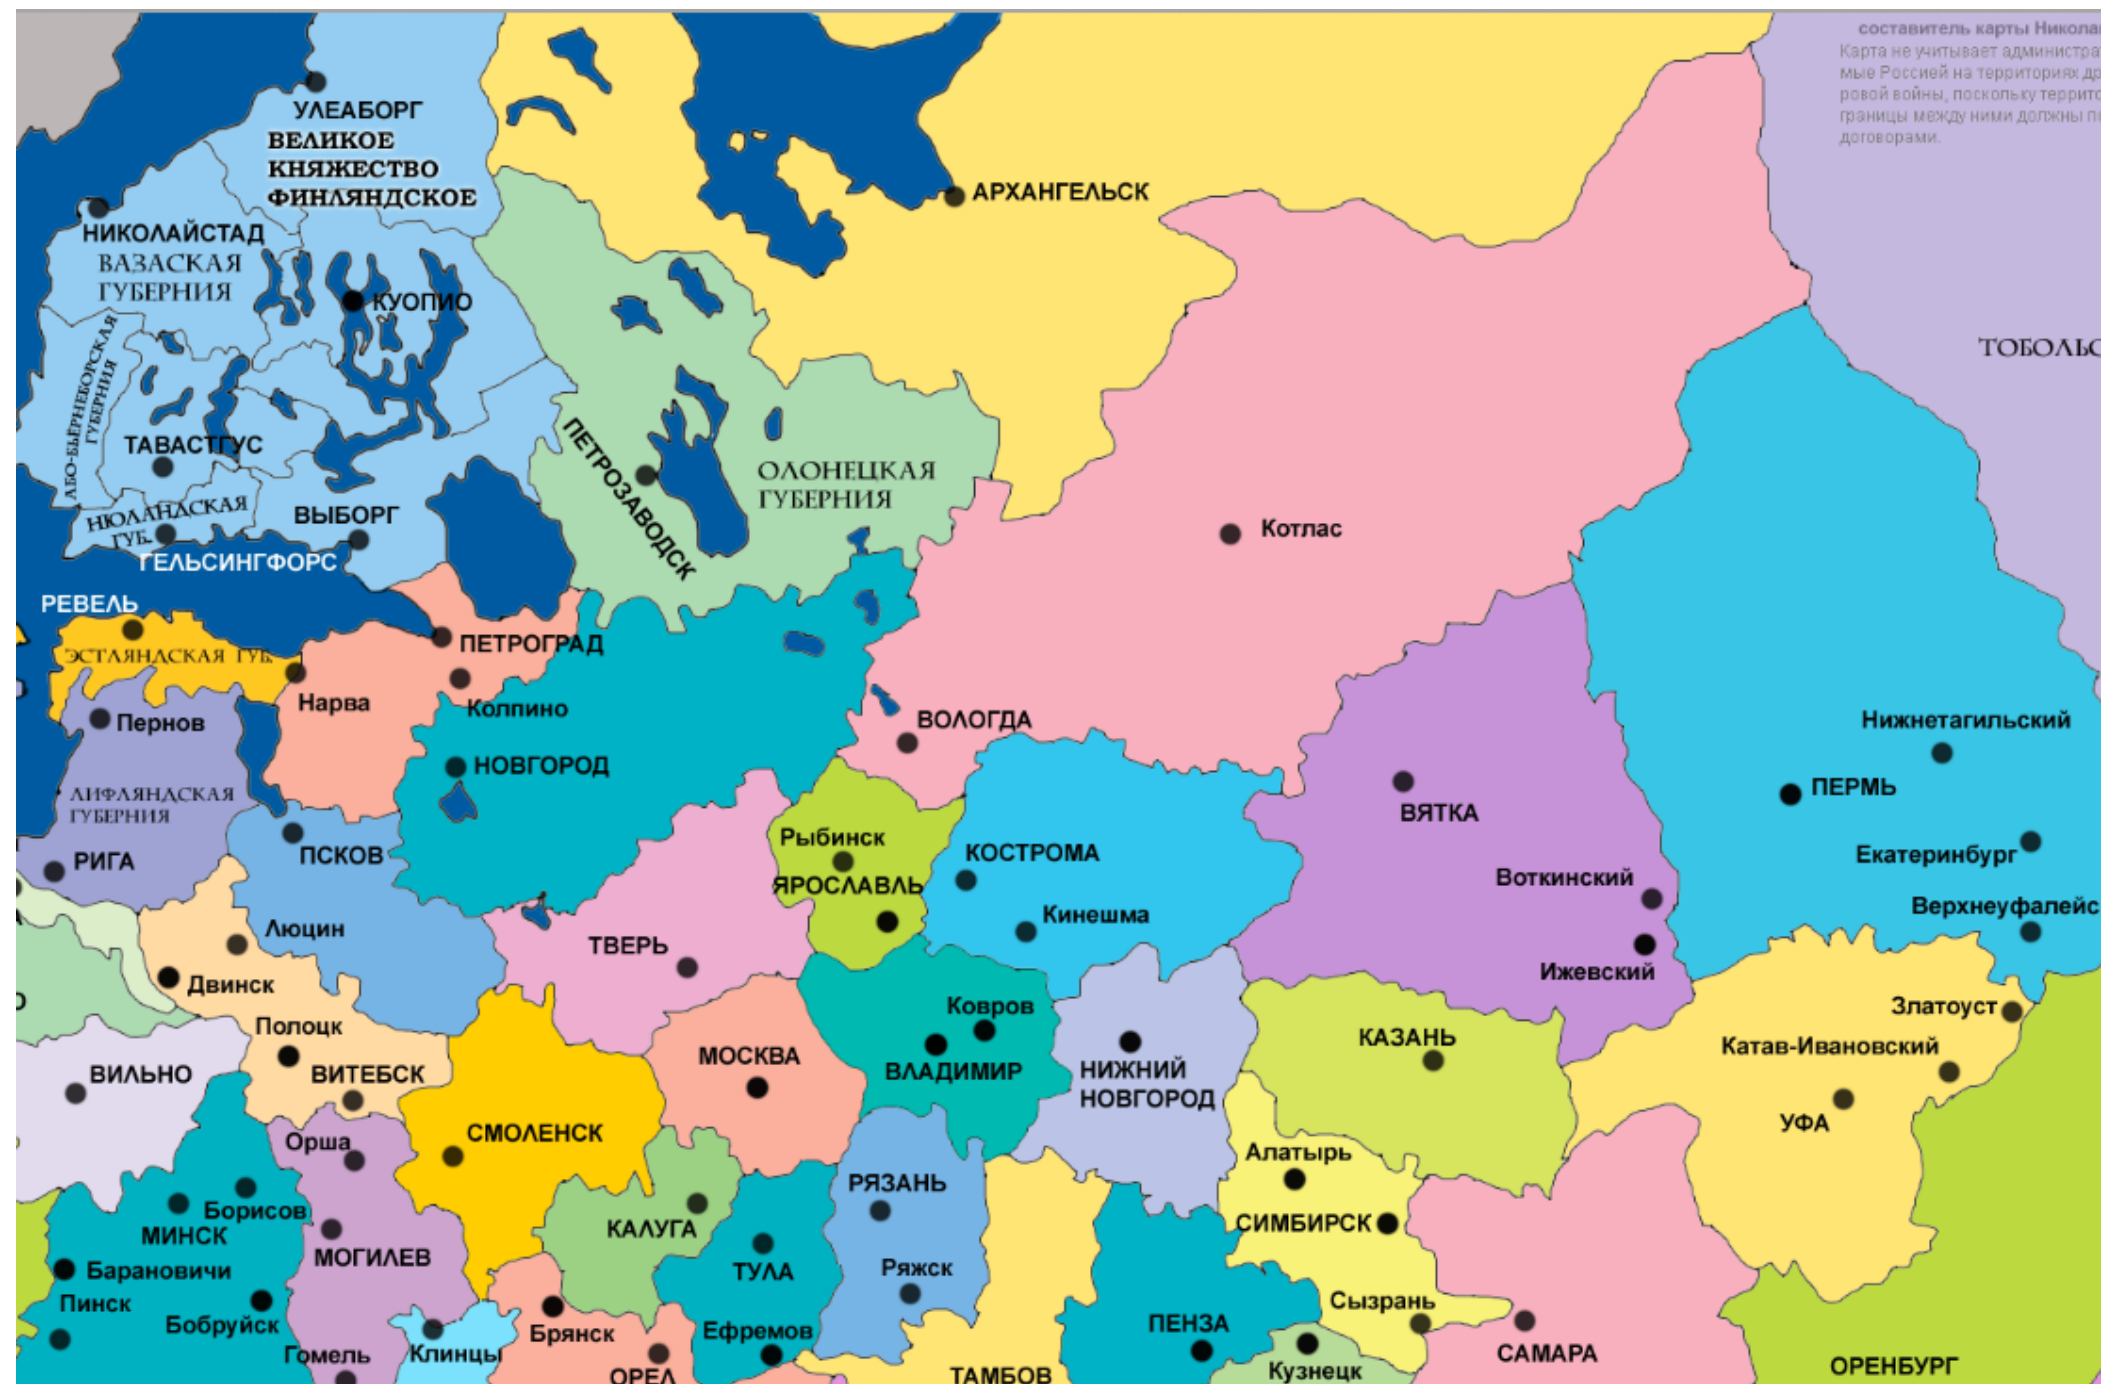 составитель карты
Карта не учитывает
мые Россией на территориях
ровой войны, поскольку
границы между ними должны
договорами.
УЛЕАБОРГ
ВЕЛИКОЕ
КНЯЖЕСТВО
ФИНЛЯНДСКОЕ
АРХАНГЕЛЬСК
НИКОЛАЙСТАД
ВАЗАСКАЯ
ГУБЕРНИЯ
КУОПИО
АБО-БЬЕРНЕБОРСКАЯ
ГУБЕРНИЯ
ТАВАСТГУС
НЮЛАНДСКАЯ
ГУБ.
ВЫБОРГ
ГЕЛЬСИНГФОРС
ПЕТРОЗАВОДСК
ОЛОНЕЦКАЯ
ГУБЕРНИЯ
Котлас
РЕВЕЛЬ
ЭСТЛЯНДСКАЯ ГУБ.
ПЕТРОГРАД
Нарва
Колпино
Пернов
ВОЛОГДА
Нижнетагильский
НОВГОРОД
ПЕРМЬ
ЛИФЛЯНДСКАЯ
ГУБЕРНИЯ
ВЯТКА
Рыбинск
РИГА
ПСКОВ
КОСТРОМА
Екатеринбург
ЯРОСЛАВЛЬ
Воткинский
Кинешма
Люцин
ТВЕРЬ
Ижевский
Двинск
Ковров
Златоуст
Полоцк
КАЗАНЬ
Катав-Ивановский
МОСКВА
ВИЛЬНО
ВИТЕБСК
ВЛАДИМИР
НИЖНИЙ
НОВГОРОД
УФА
СМОЛЕНСК
Орша
Алатырь
РЯЗАНЬ
Борисов
МИНСК
КАЛУГА
СИМБИРСК
МОГИЛЕВ
Барановичи
ТУЛА
Ряжск
Пинск
Сызрань
Бобруйск
Брянск
Ефремов
ПЕНЗА
Гомель
Клинцы
САМАРА
ОРЕЛ
ТАМБОВ
Кузнецк
ОРЕНБУРГ